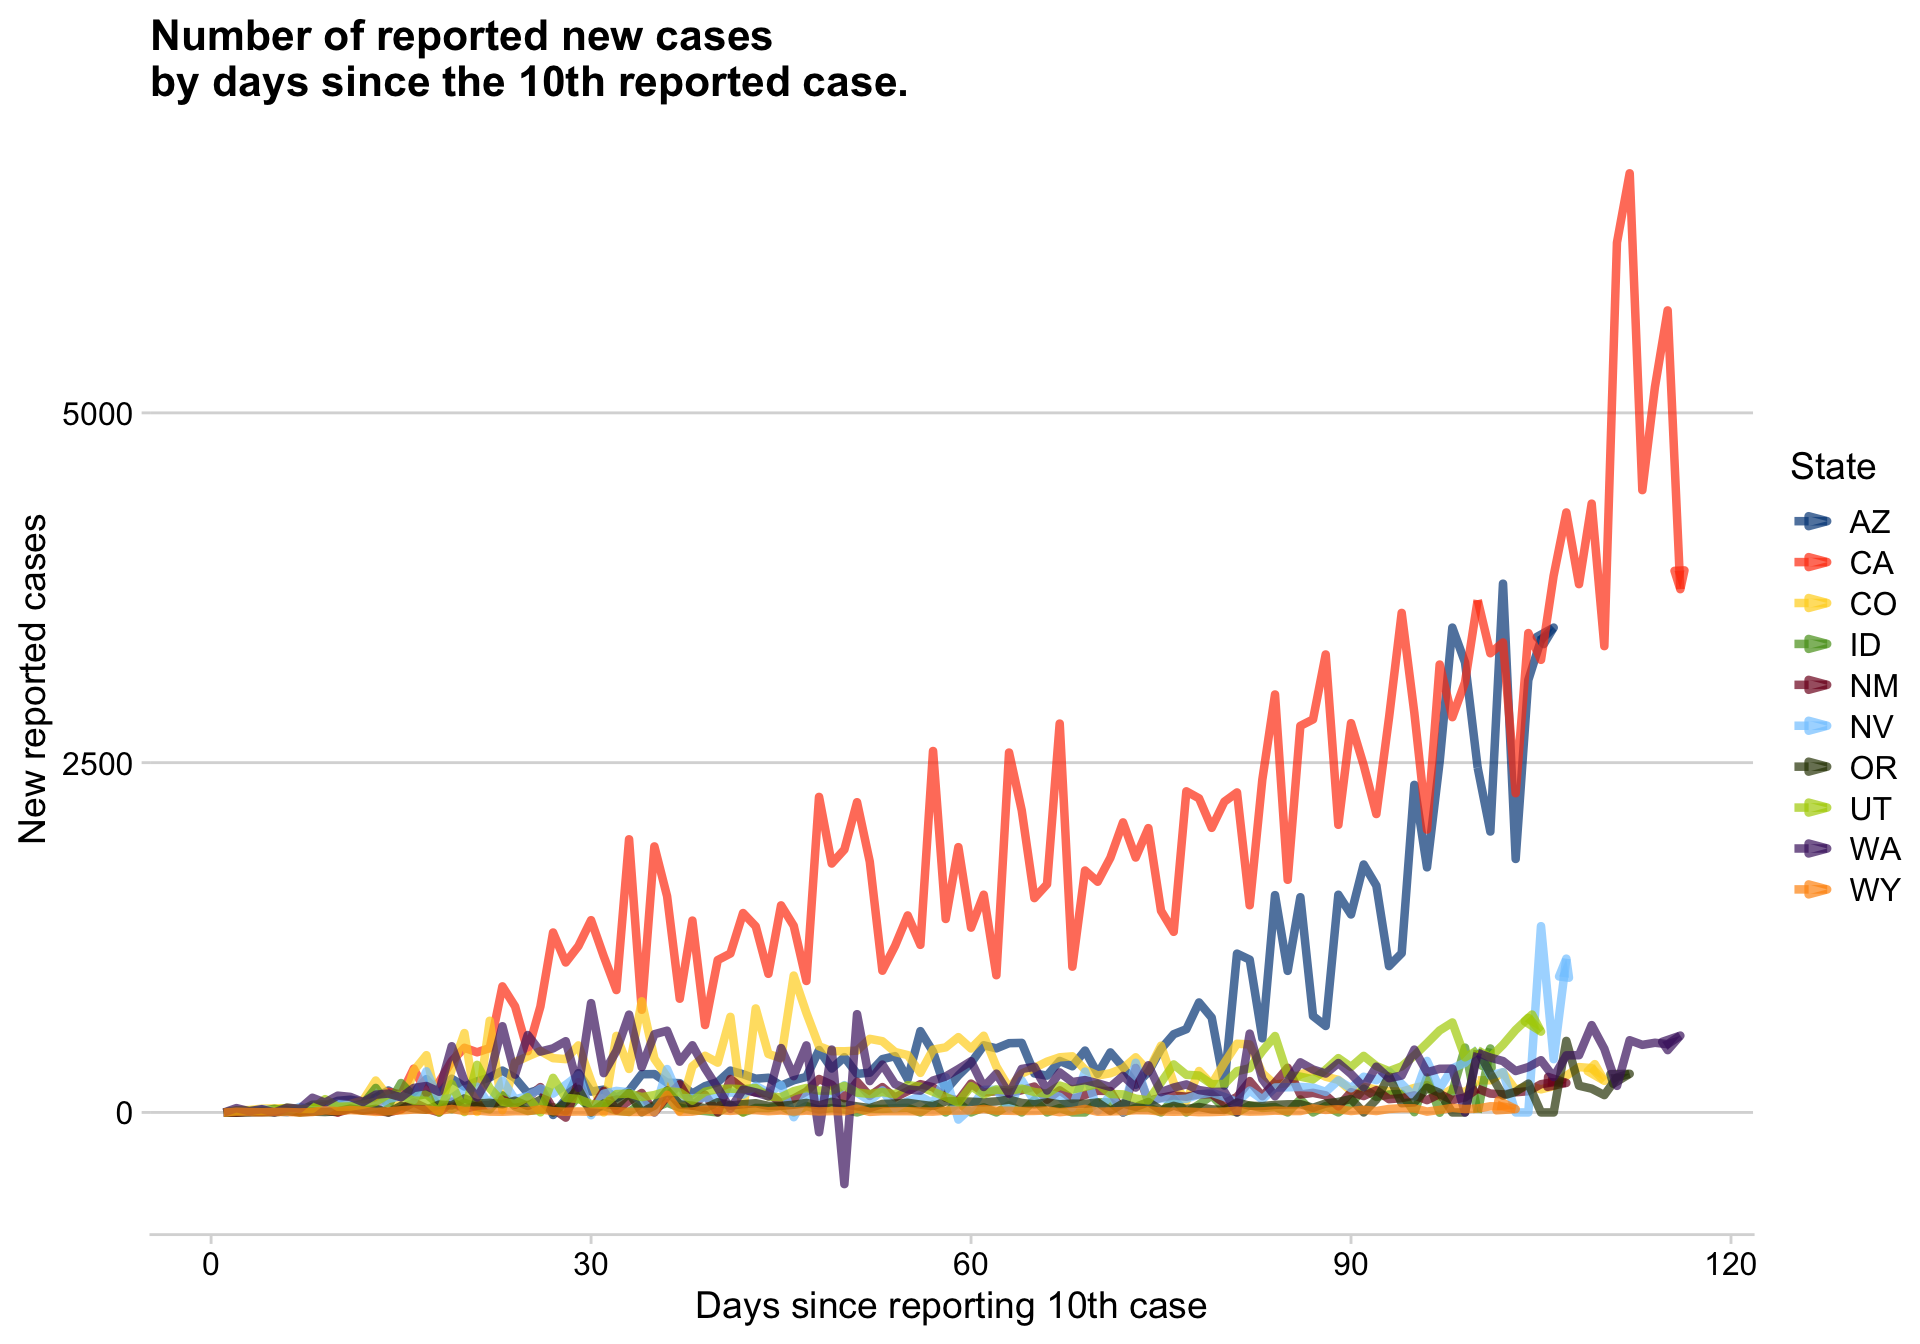 Number of reported new cases
by days since the 10th reported case.
New reported cases
5000
2500
0
0
30
60
90
120
Days since reporting 10th case
State
AZ
CA
CO
ID
NM
NV
OR
UT
WA
WY